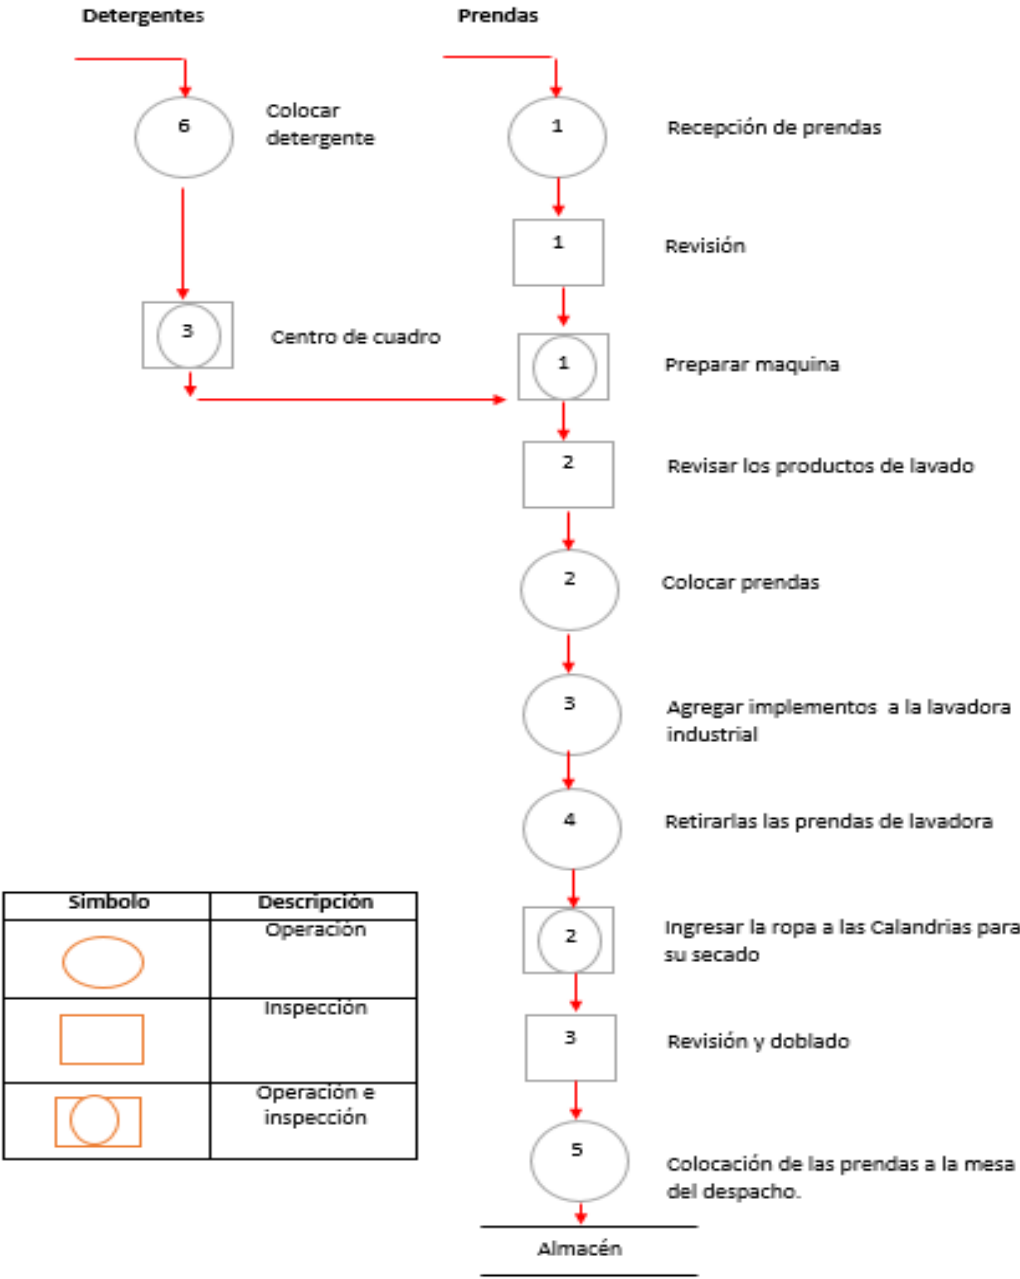 Detergentes
Prendas
6
Colocar
detergente
1
Recepción de prendas
1
Revisión
3
Centro de cuadro
1
Preparar maquina
2
Revisar los productos de lavado
2
Colocar prendas
3
Agregar implementos a la lavadora
industrial
4
Retirarlas las prendas de lavadora
2
Ingresar la ropa a las Calandrias para
su secado
3
Revisión y doblado
5
Colocación de las prendas a la mesa
del despacho.
Almacén
Simbolo
Descripción
Operación
Inspección
Operación e
inspección